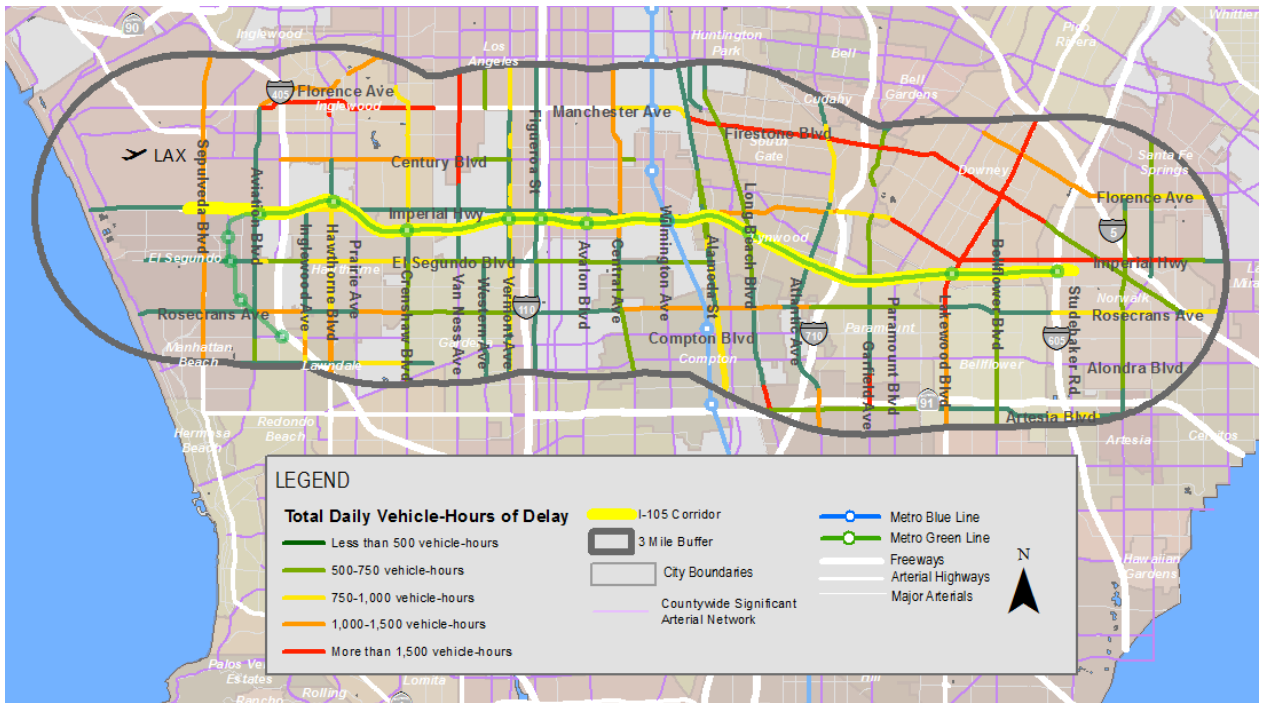 90
Inglewood
Los
Angeles
Huntington
Park
Bell
Pico
Rivera
Whittier
Bell
Gardens
405
Florence Ave
Inglewood
Manchester Ave
Cudahy
Firestone Blvd
South
Gate
LAX
Century Blvd
Downey
Santa Fe
Springs
Florence Ave
Sepulveda Blvd
Aviation Blvd
Inglewood Ave
Hawthorne Blvd
Prairie Ave
Crenshaw Blvd
Van Ness Ave
Western Ave
Vermont Ave
Figueroa St
Avalon Blvd
Central Ave
Wilmington Ave
Alameda St
Long Beach Blvd
Atlantic Ave
Garfield Ave
Paramount Blvd
Lakewood Blvd
Bellflower Blvd
Studebaker Rd
Imperial Hwy
Lynwood
5
El Segundo
Hawthorne
El Segundo Blvd
Imperial Hwy
Norwalk
Rosecrans Ave
110
710
Paramount
605
Rosecrans Ave
Manhattan
Beach
Lawndale
Gardena
Compton Blvd
Compton
Bellflower
Alondra Blvd
91
Artesia Blvd
Hermosa
Beach
Redondo
Beach
Artesia
Cerritos
LEGEND
Total Daily Vehicle-Hours of Delay
Less than 500 vehicle-hours
500-750 vehicle-hours
750-1,000 vehicle-hours
1,000-1,500 vehicle-hours
More than 1,500 vehicle-hours
I-105 Corridor
3 Mile Buffer
City Boundaries
Countywide Significant
Arterial Network
Metro Blue Line
Metro Green Line
Freeways
Arterial Highways
Major Arterials
N
Hawaiian
Gardens
Estates
Rancho
Rolling
Lomita
Hill